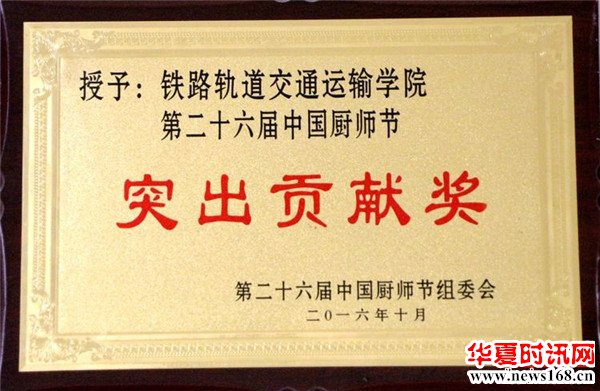 授予：铁路轨道交通运输学院
第二十六届中国厨师节
突出贡献奖
第二十六届中国厨师节组委会
二〇一六年十月
华夏时讯网
www.news168.cn